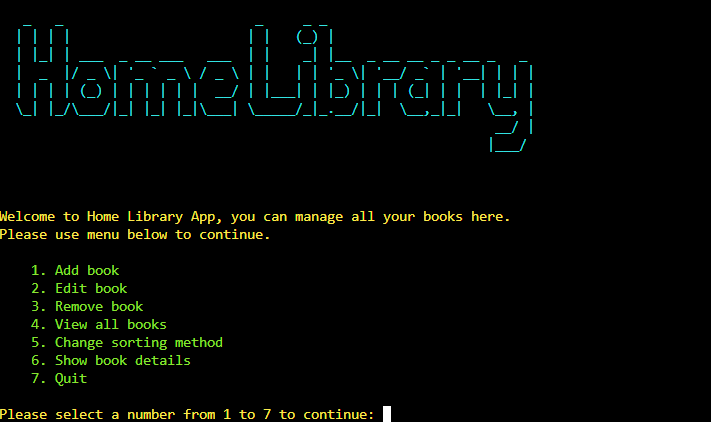 HomeLibrary
Welcome to Home Library App, you can manage all your books here.
Please use menu below to continue.
1. Add book
2. Edit book
3. Remove book
4. View all books
5. Change sorting method
6. Show book details
7. Quit
Please select a number from 1 to 7 to continue: